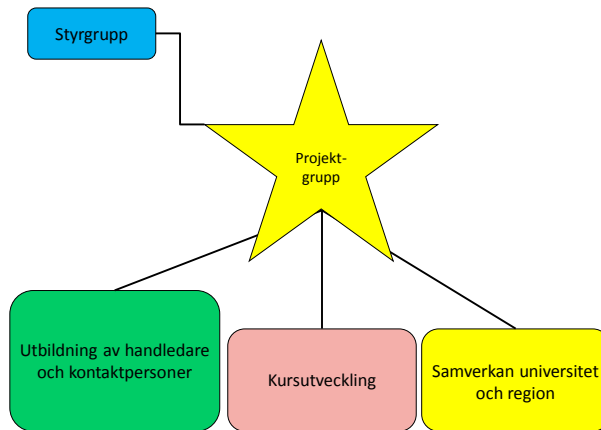 Styrgrupp
Projekt-
grupp
Utbildning av handledare
och kontaktpersoner
Kursutveckling
Samverkan universitet
och region